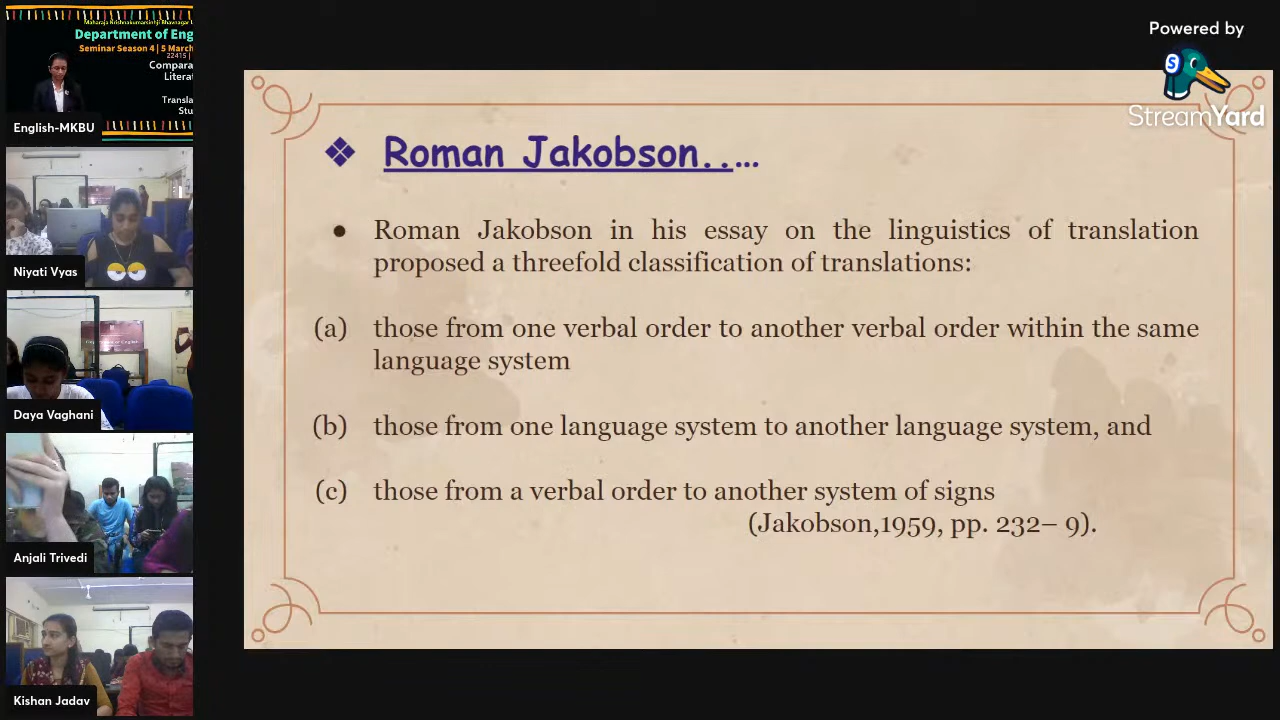 Maharaja Krishnakumarsinhji Bhavnagar
Department of Eng
Seminar Season 4 | 5 March
22415 |
Compara
Literat
Transla
Stu
English-MKBU
Niyati Vyas
Daya Vaghani
Anjali Trivedi
Kishan Jadav
Powered by
StreamYard
❖ Roman Jakobson..…
● Roman Jakobson in his essay on the linguistics of translation
proposed a threefold classification of translations:
(a) those from one verbal order to another verbal order within the same
language system
(b) those from one language system to another language system, and
(c) those from a verbal order to another system of signs
(Jakobson,1959, pp. 232– 9).